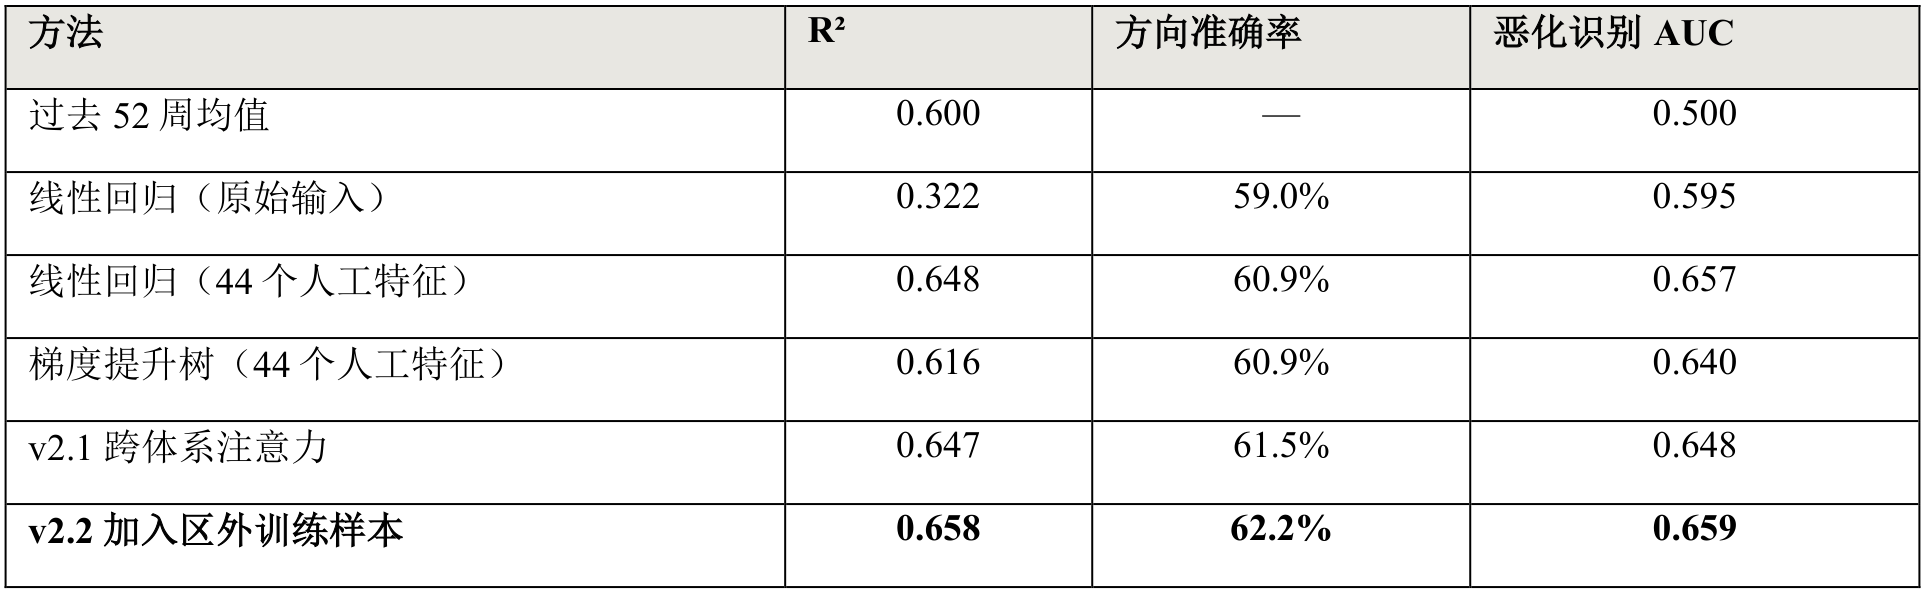 方法 R² 方向准确率 恶化识别 AUC
过去 52 周均值 0.600 — 0.500
线性回归（原始输入） 0.322 59.0% 0.595
线性回归（44 个人工特征） 0.648 60.9% 0.657
梯度提升树（44 个人工特征） 0.616 60.9% 0.640
v2.1 跨体系注意力 0.647 61.5% 0.648
v2.2 加入区外训练样本 0.658 62.2% 0.659